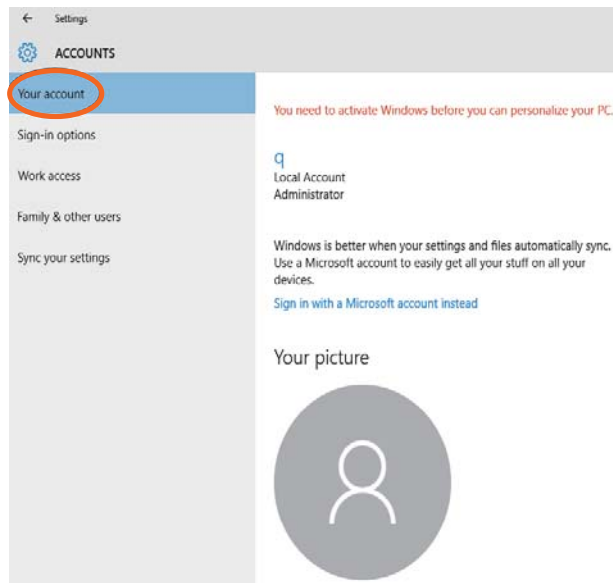 Settings
ACCOUNTS
Your account
Sign-in options
Work access
Family & other users
Sync your settings
You need to activate Windows before you can personalize your PC.
q
Local Account
Administrator
Windows is better when your settings and files automatically sync.
Use a Microsoft account to easily get all your stuff on all your
devices.
Sign in with a Microsoft account instead
Your picture